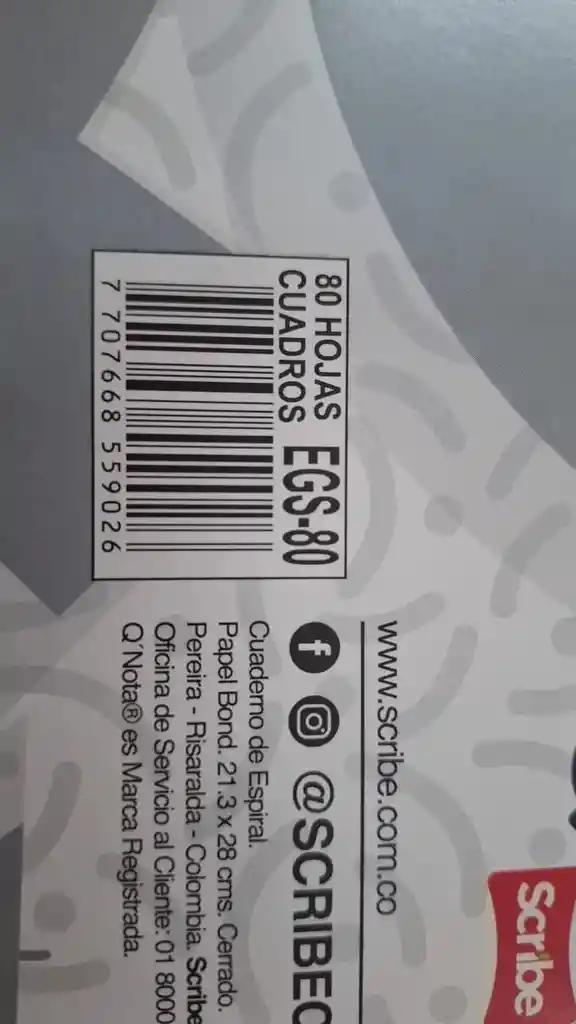 80 HOJAS
CUADROS EGS-80
7 707668 559026
www.scribe.com.co
@SCRIBEC
Cuaderno de Espiral.
Papel Bond. 21.3 x 28 cms. Cerrado.
Pereira - Risaralda - Colombia. Scribe
Oficina de Servicio al Cliente: 01 8000
Q´Nota® es Marca Registrada.
Scribe